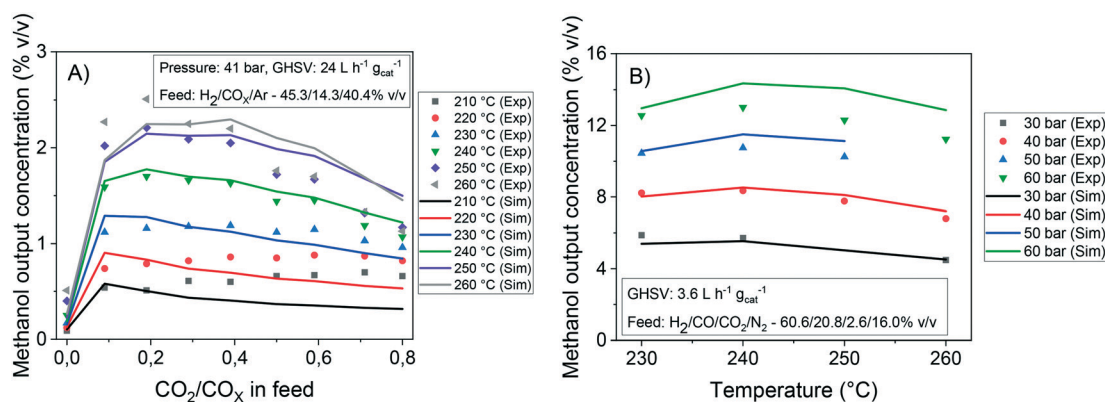 A)
Pressure: 41 bar, GHSV: 24 L h⁻¹ g_cat⁻¹
Feed: H₂/COₓ/Ar - 45.3/14.3/40.4% v/v
Methanol output concentration (% v/v)
3
2
1
0
0,0 0,2 0,4 0,6 0,8
CO₂/COₓ in feed
210 °C (Exp)
220 °C (Exp)
230 °C (Exp)
240 °C (Exp)
250 °C (Exp)
260 °C (Exp)
210 °C (Sim)
220 °C (Sim)
230 °C (Sim)
240 °C (Sim)
250 °C (Sim)
260 °C (Sim)
B)
Methanol output concentration (% v/v)
16
12
8
4
0
GHSV: 3.6 L h⁻¹ g_cat⁻¹
Feed: H₂/CO/CO₂/N₂ - 60.6/20.8/2.6/16.0% v/v
230 240 250 260
Temperature (°C)
30 bar (Exp)
40 bar (Exp)
50 bar (Exp)
60 bar (Exp)
30 bar (Sim)
40 bar (Sim)
50 bar (Sim)
60 bar (Sim)